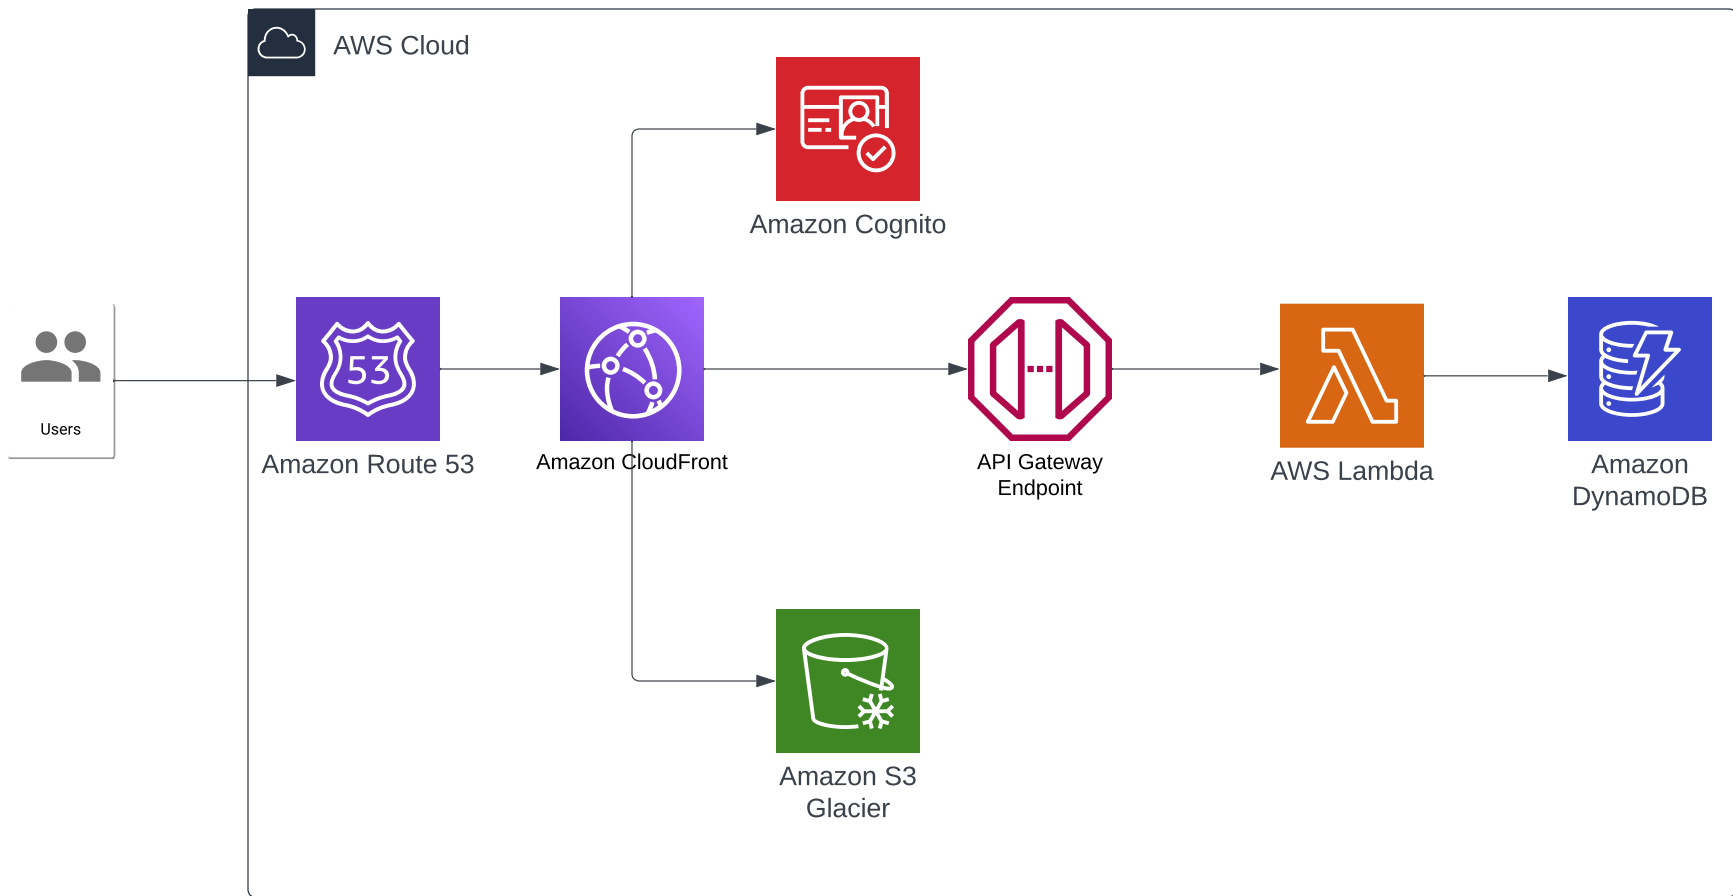 AWS Cloud
Amazon Cognito
53
Users
Amazon Route 53
Amazon CloudFront
API Gateway
Endpoint
AWS Lambda
Amazon
DynamoDB
Amazon S3
Glacier